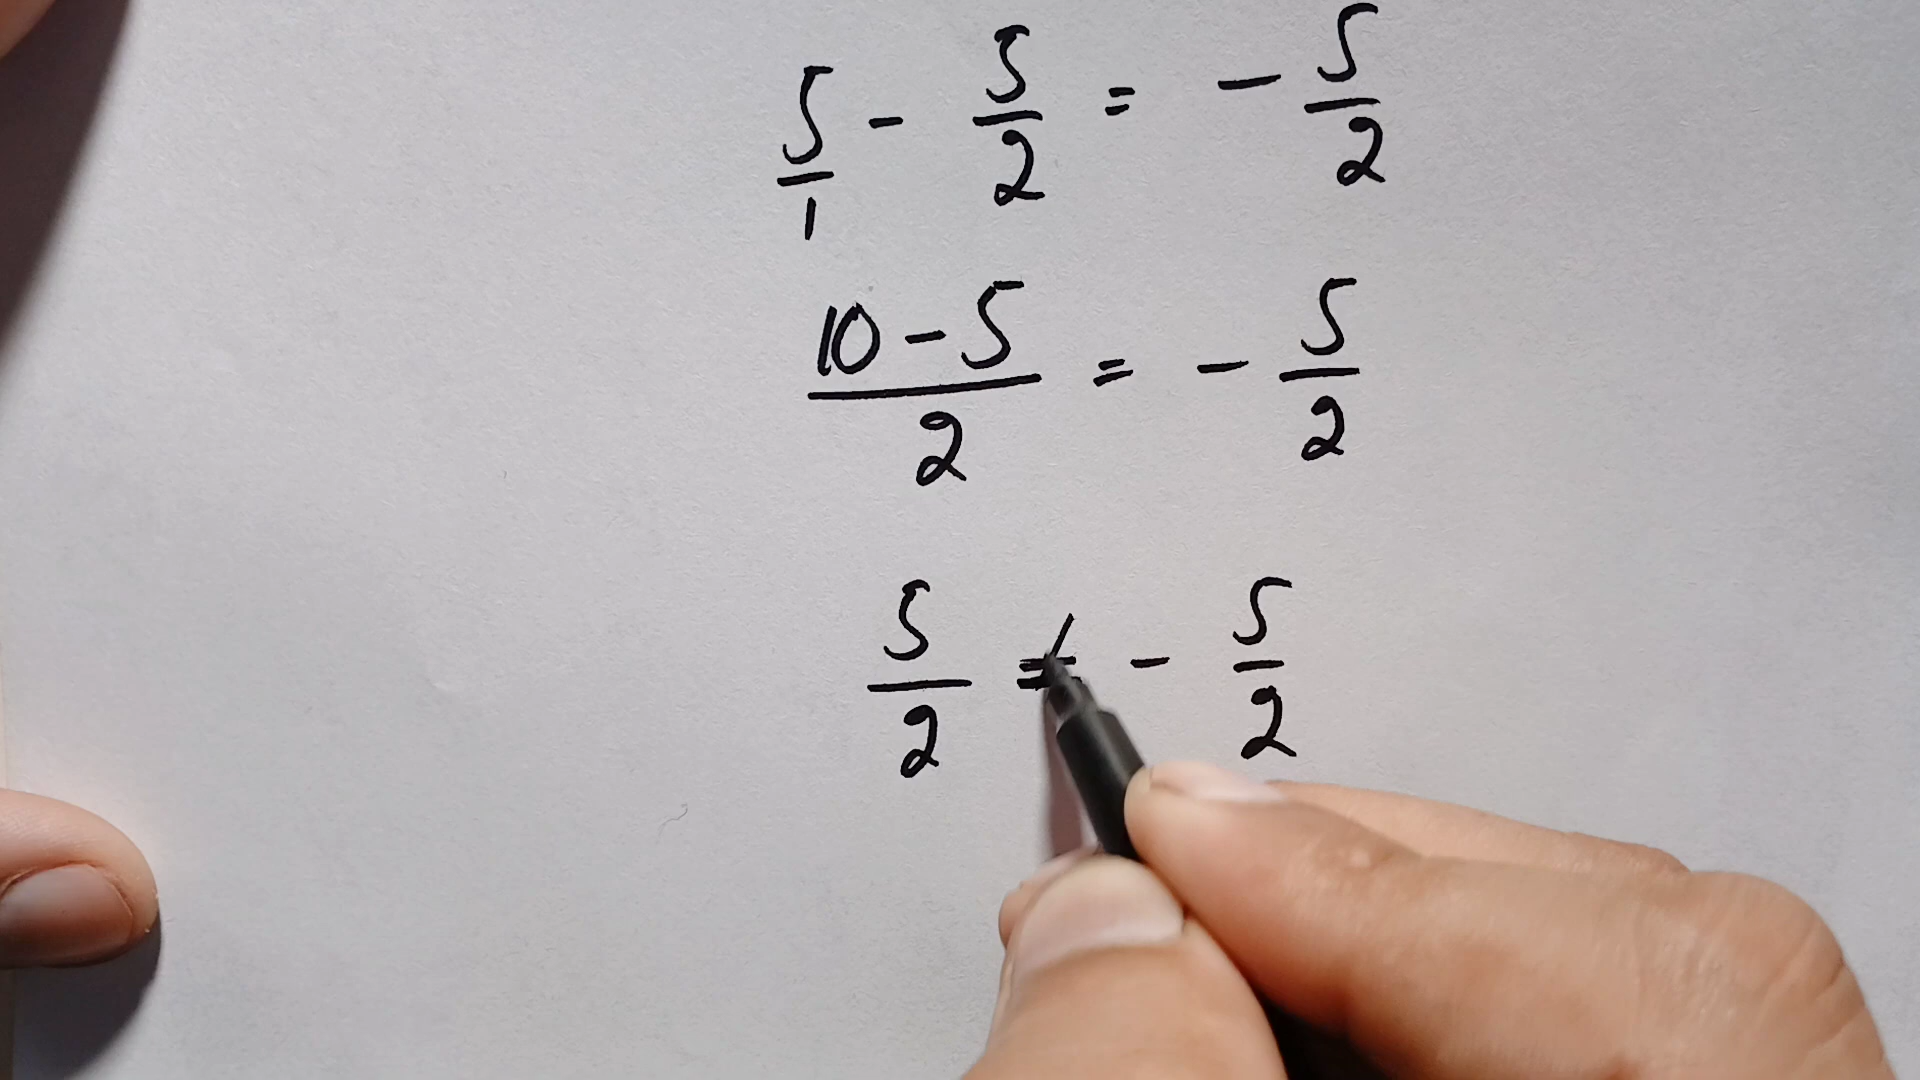 5/1 - 5/2 = - 5/2
10 - 5/2 = - 5/2
5/2 ≠ - 5/2